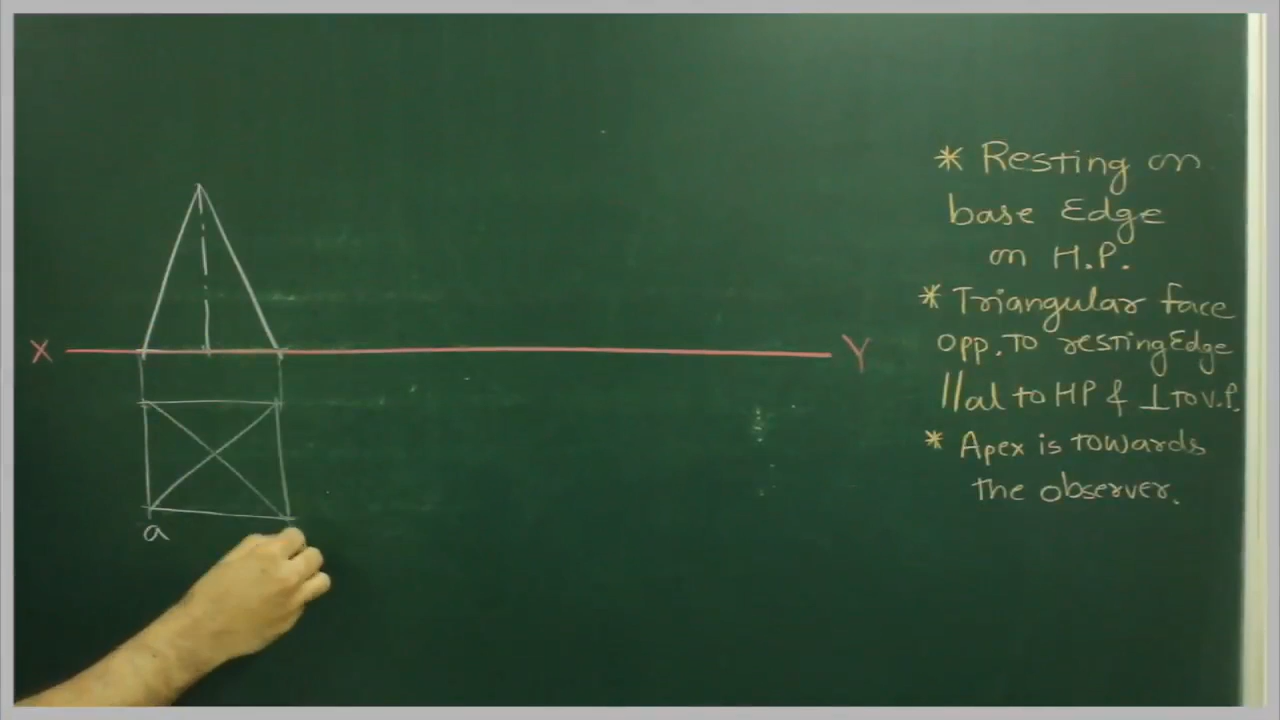 * Resting on
base Edge
on H.P.
* Triangular face
opp. To resting Edge
//al to HP & ⊥ to V.P.
* Apex is towards
the observer.
X
Y
a